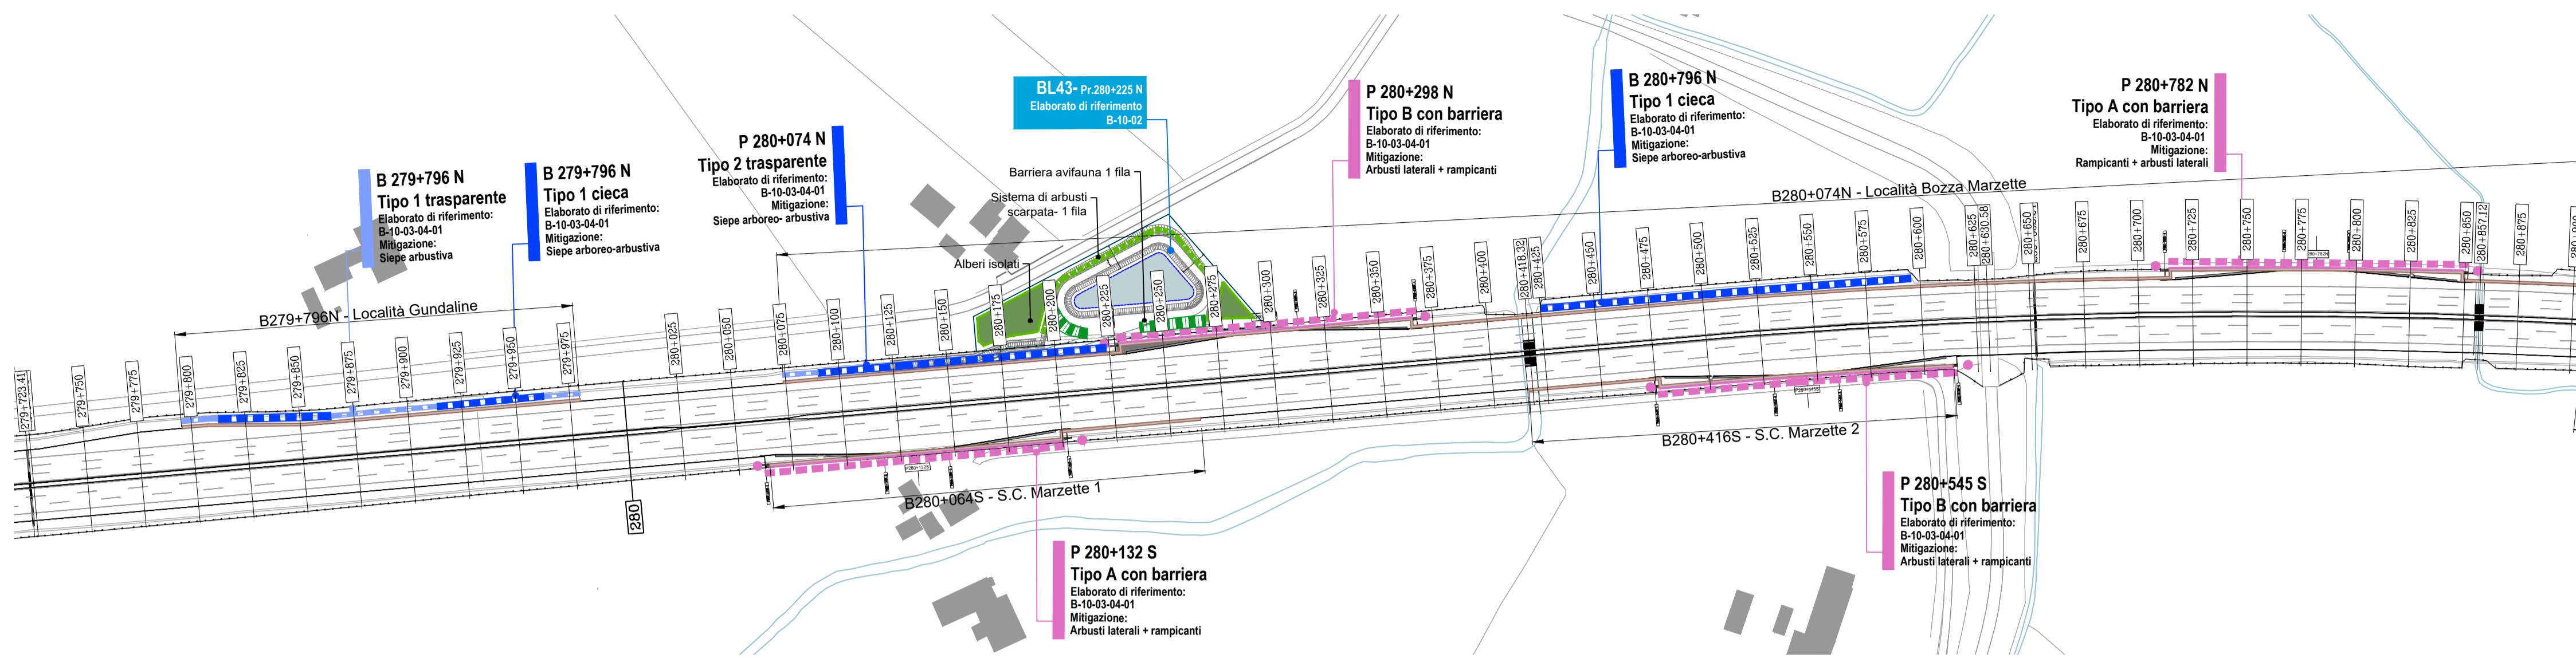 B 279+796 N
Tipo 1 trasparente
Elaborato di riferimento:
B-10-03-04-01
Mitigazione:
Siepe arbustiva
B 279+796 N
Tipo 1 cieca
Elaborato di riferimento:
B-10-03-04-01
Mitigazione:
Siepe arboreo-arbustiva
P 280+074 N
Tipo 2 trasparente
Elaborato di riferimento:
B-10-03-04-01
Mitigazione:
Siepe arboreo- arbustiva
BL43- Pr.280+225 N
Elaborato di riferimento
B-10-02
Barriera avifauna 1 fila
Sistema di arbusti
scarpata- 1 fila
Alberi isolati
P 280+298 N
Tipo B con barriera
Elaborato di riferimento:
B-10-03-04-01
Mitigazione:
Arbusti laterali + rampicanti
B 280+796 N
Tipo 1 cieca
Elaborato di riferimento:
B-10-03-04-01
Mitigazione:
Siepe arboreo-arbustiva
P 280+782 N
Tipo A con barriera
Elaborato di riferimento:
B-10-03-04-01
Mitigazione:
Rampicanti + arbusti laterali
B279+796N - Località Gundaline
B280+074N - Località Bozza Marzette
279+723.41
279+750
279+775
279+800
279+825
279+850
279+875
279+900
279+925
279+950
279+975
280
280+025
280+050
280+075
280+100
280+125
280+150
280+175
280+200
280+225
280+250
280+275
280+300
280+325
280+350
280+375
280+400
280+418.32
280+425
280+450
280+475
280+500
280+525
280+550
280+575
280+600
280+625
280+630.58
280+650
280+675
280+700
280+725
280+750
280+775
280+800
280+825
280+850
280+857.12
280+875
P280+132S
B280+064S - S.C. Marzette 1
B280+416S - S.C. Marzette 2
P 280+132 S
Tipo A con barriera
Elaborato di riferimento:
B-10-03-04-01
Mitigazione:
Arbusti laterali + rampicanti
P 280+545 S
Tipo B con barriera
Elaborato di riferimento:
B-10-03-04-01
Mitigazione:
Arbusti laterali + rampicanti